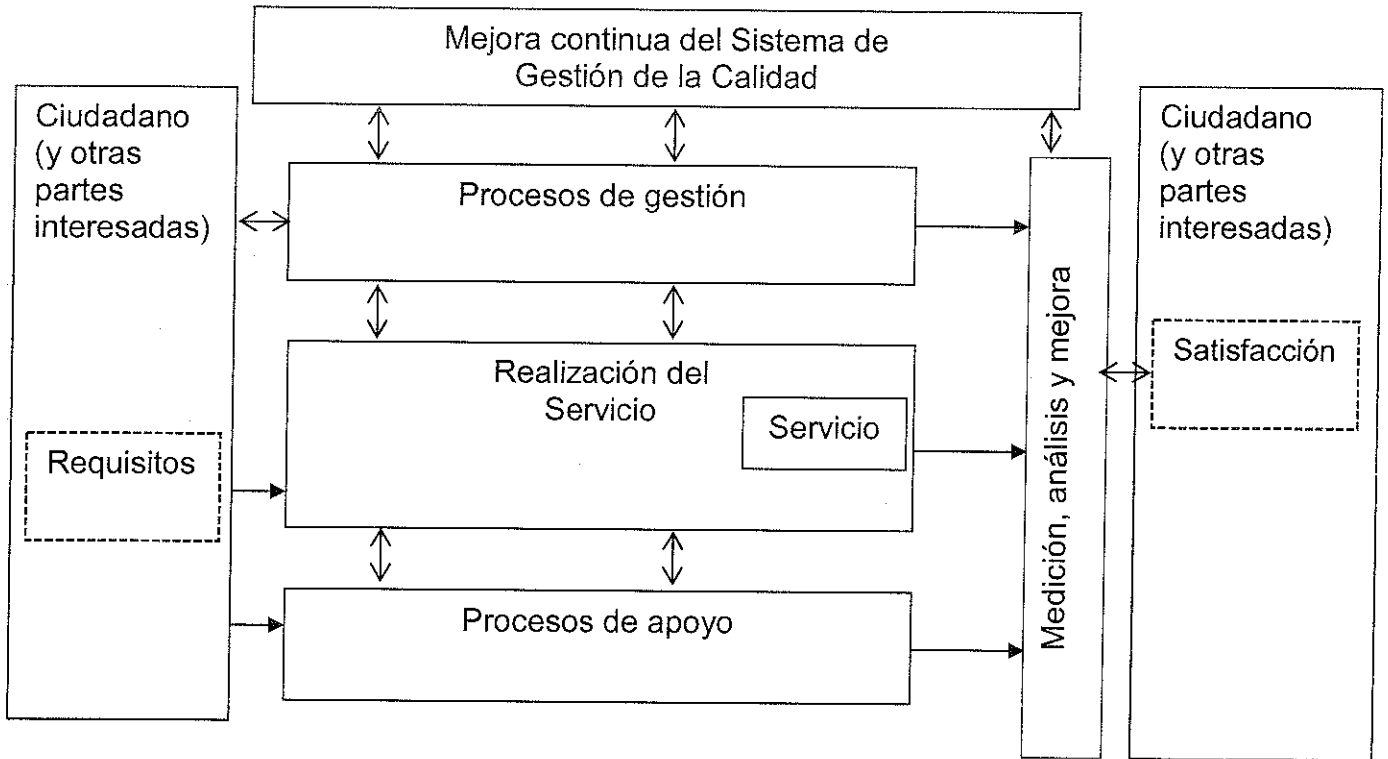 Mejora continua del Sistema de
Gestión de la Calidad
Ciudadano
(y otras
partes
interesadas)
Requisitos
Procesos de gestión
Realización del
Servicio
Servicio
Procesos de apoyo
Medición, análisis y mejora
Ciudadano
(y otras
partes
interesadas)
Satisfacción